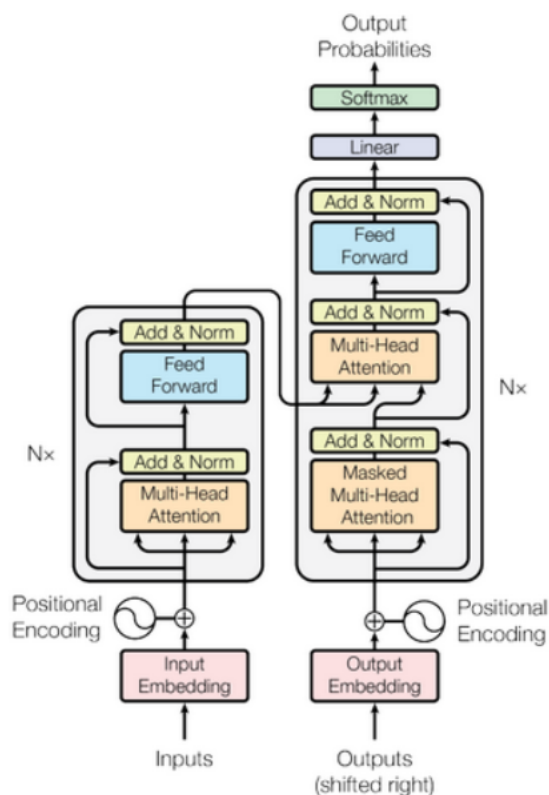 Output
Probabilities
Softmax
Linear
Add & Norm
Feed
Forward
Add & Norm
Multi-Head
Attention
Add & Norm
Masked
Multi-Head
Attention
N×
Add & Norm
Feed
Forward
Add & Norm
Multi-Head
Attention
N×
Positional
Encoding
Positional
Encoding
Input
Embedding
Output
Embedding
Inputs
Outputs
(shifted right)